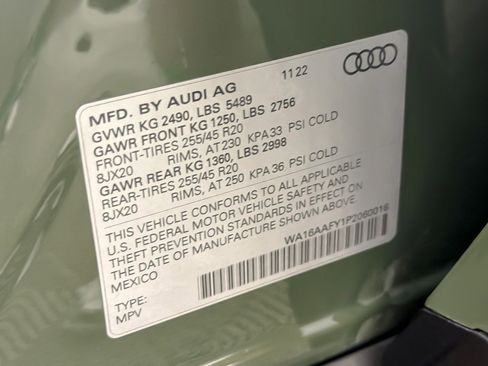 MFD. BY AUDI AG 11 22
GVWR KG 2490, LBS 5489
GAWR FRONT KG 1250, LBS 2756
FRONT-TIRES 255/45 R20
8JX20 RIMS, AT 230 KPA 33 PSI COLD
GAWR REAR KG 1360, LBS 2998
REAR-TIRES 255/45 R20
8JX20 RIMS, AT 250 KPA 36 PSI COLD
THIS VEHICLE CONFORMS TO ALL APPLICABLE
U.S. FEDERAL MOTOR VEHICLE SAFETY AND
THEFT PREVENTION STANDARDS IN EFFECT ON
THE DATE OF MANUFACTURE SHOWN ABOVE.
MEXICO
WA16AAFY1P2060016
TYPE:
MPV